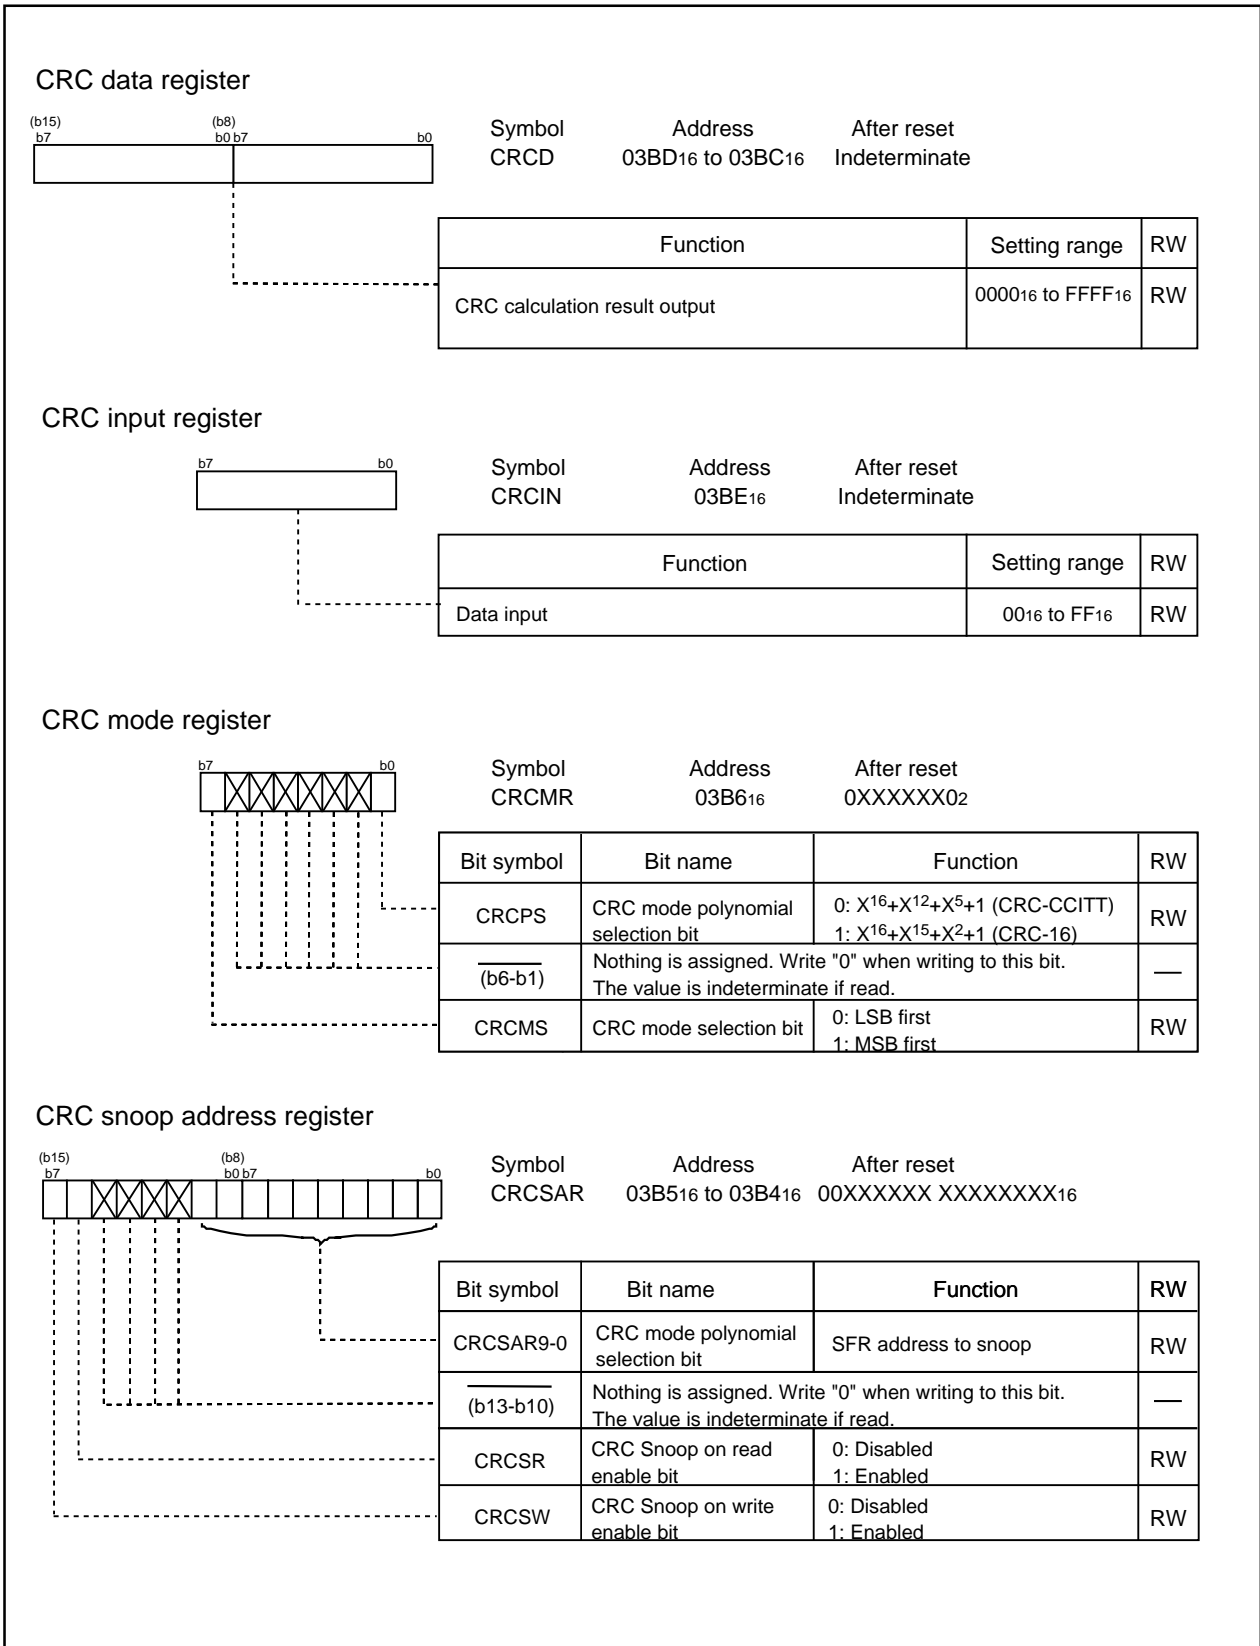 CRC data register
(b15) (b8)
b7 b0 b7 b0
Symbol Address After reset
CRCD 03BD16 to 03BC16 Indeterminate
Function Setting range RW
CRC calculation result output 000016 to FFFF16 RW
CRC input register
b7 b0
Symbol Address After reset
CRCIN 03BE16 Indeterminate
Function Setting range RW
Data input 0016 to FF16 RW
CRC mode register
b7 b0
Symbol Address After reset
CRCMR 03B616 0XXXXXX02
Bit symbol Bit name Function RW
CRCPS CRC mode polynomial 0: X16+X12+X5+1 (CRC-CCITT) RW
selection bit 1: X16+X15+X2+1 (CRC-16)
(b6-b1) Nothing is assigned. Write "0" when writing to this bit. —
The value is indeterminate if read.
CRCMS CRC mode selection bit 0: LSB first RW
1: MSB first
CRC snoop address register
(b15) (b8)
b7 b0 b7 b0
Symbol Address After reset
CRCSAR 03B516 to 03B416 00XXXXXX XXXXXXXX16
Bit symbol Bit name Function RW
CRCSAR9-0 CRC mode polynomial SFR address to snoop RW
selection bit
(b13-b10) Nothing is assigned. Write "0" when writing to this bit. —
The value is indeterminate if read.
CRCSR CRC Snoop on read 0: Disabled RW
enable bit 1: Enabled
CRCSW CRC Snoop on write 0: Disabled RW
enable bit 1: Enabled